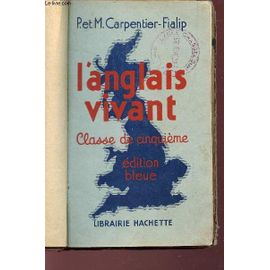 P. et M. Carpentier-Fialip
l'anglais
vivant
Classe de cinquième
édition
bleue
LIBRAIRIE HACHETTE